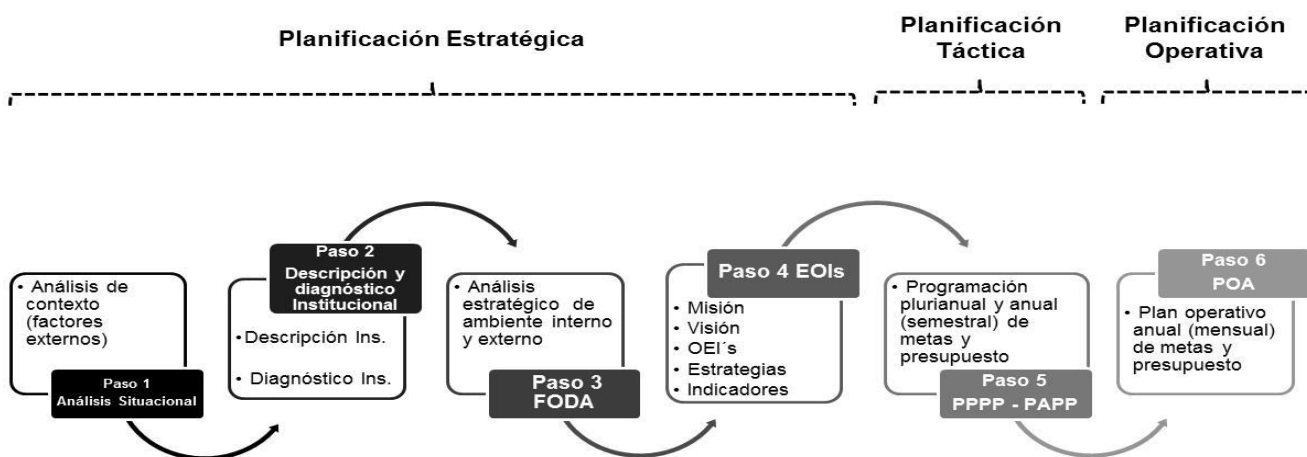 Planificación Estratégica
Planificación
Táctica
Planificación
Operativa
• Análisis de
contexto
(factores
externos)
Paso 1
Análisis Situacional
Paso 2
Descripción y
diagnóstico
Institucional
•Descripción Ins.
• Diagnóstico Ins.
• Análisis
estratégico de
ambiente interno
y externo
Paso 3
FODA
Paso 4 EOIs
• Misión
• Visión
• OEI´s
• Estrategias
• Indicadores
• Programación
plurianual y anual
(semestral) de
metas y
presupuesto
Paso 5
PPPP - PAPP
Paso 6
POA
• Plan operativo
anual (mensual)
de metas y
presupuesto